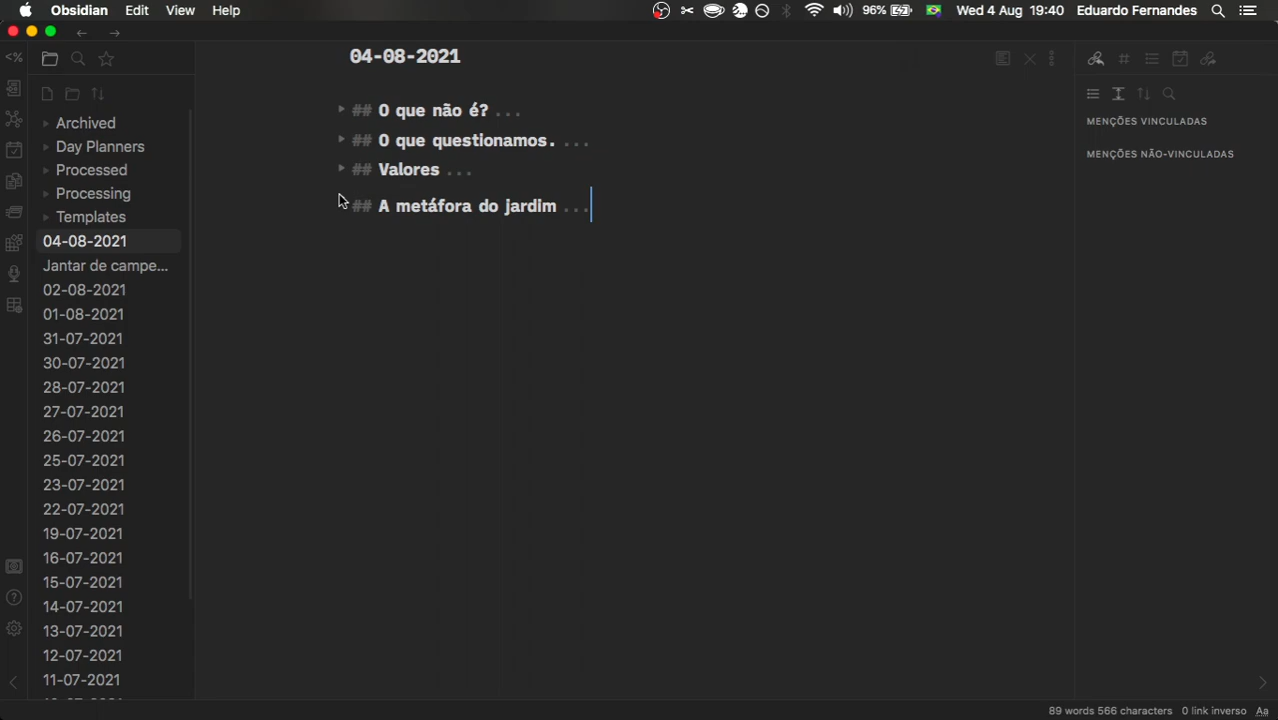 Obsidian Edit View Help 96% Wed 4 Aug 19:40 Eduardo Fernandes
<%
04-08-2021
## O que não é? ...
## O que questionamos. ...
## Valores ...
## A metáfora do jardim ...
Archived
Day Planners
Processed
Processing
Templates
04-08-2021
Jantar de campe...
02-08-2021
01-08-2021
31-07-2021
30-07-2021
28-07-2021
27-07-2021
26-07-2021
25-07-2021
23-07-2021
22-07-2021
19-07-2021
16-07-2021
15-07-2021
14-07-2021
13-07-2021
12-07-2021
11-07-2021
MENÇÕES VINCULADAS
MENÇÕES NÃO-VINCULADAS
89 words 566 characters 0 link inverso Aa